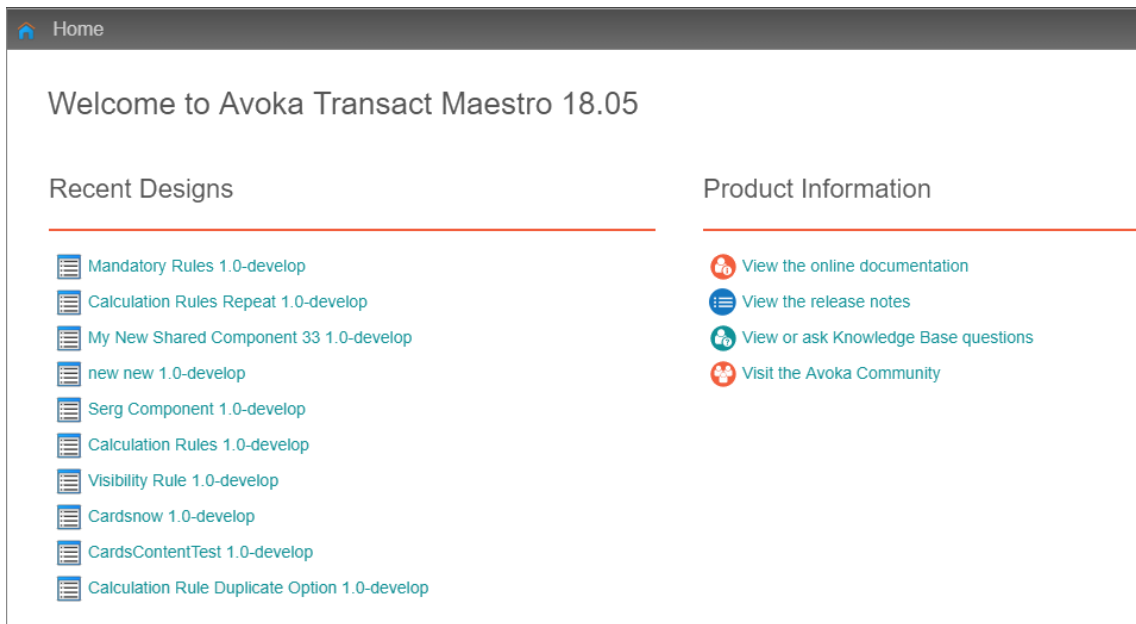 Home
Welcome to Avoka Transact Maestro 18.05
Recent Designs
Mandatory Rules 1.0-develop
Calculation Rules Repeat 1.0-develop
My New Shared Component 33 1.0-develop
new new 1.0-develop
Serg Component 1.0-develop
Calculation Rules 1.0-develop
Visibility Rule 1.0-develop
Cardsnow 1.0-develop
CardsContentTest 1.0-develop
Calculation Rule Duplicate Option 1.0-develop
Product Information
View the online documentation
View the release notes
View or ask Knowledge Base questions
Visit the Avoka Community